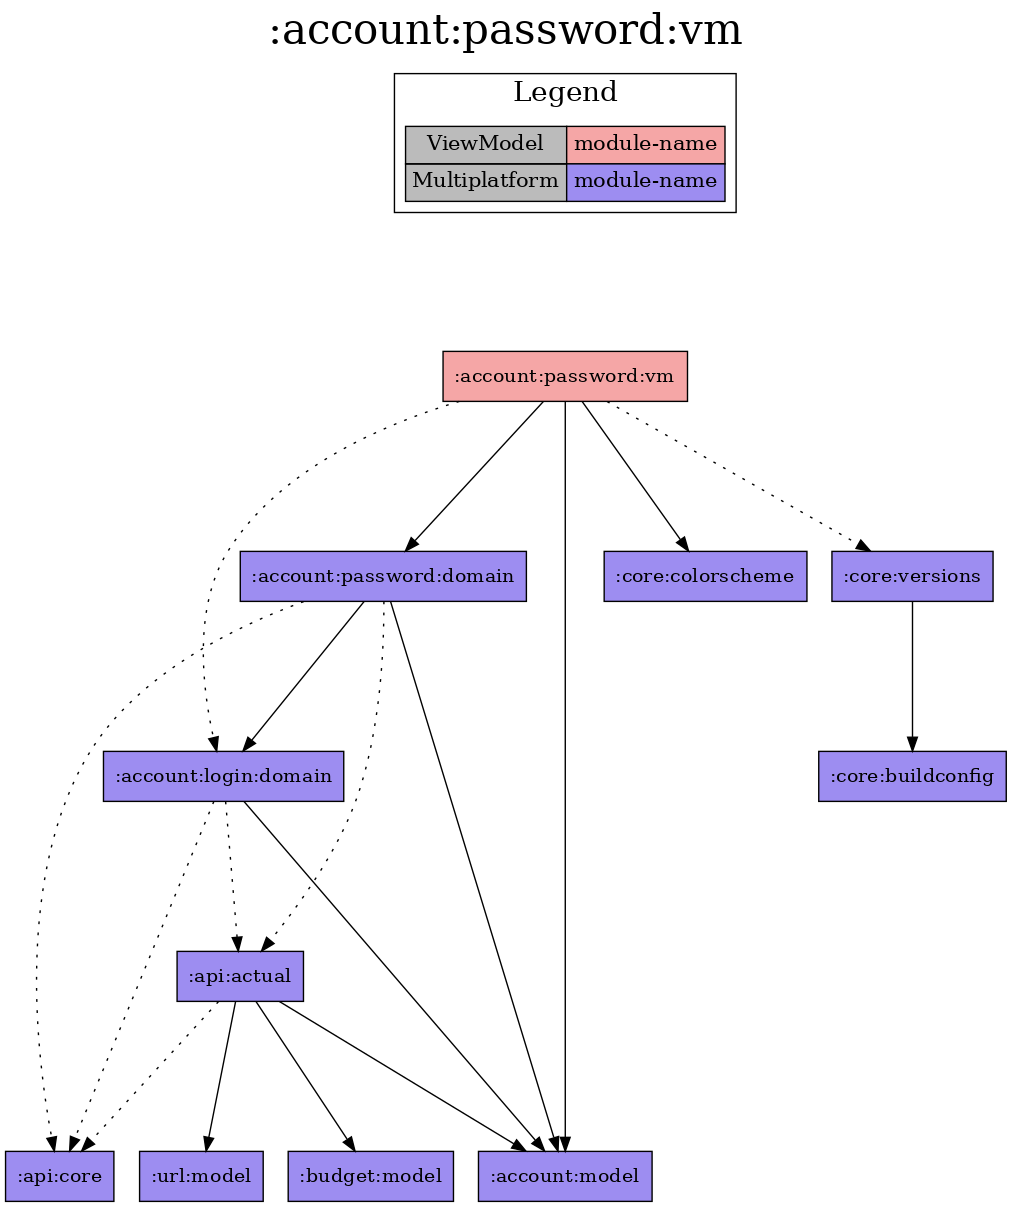 :account:password:vm
Legend
ViewModel module-name
Multiplatform module-name
:account:password:vm
:account:password:domain
:core:colorscheme
:core:versions
:account:login:domain
:core:buildconfig
:api:actual
:api:core
:url:model
:budget:model
:account:model